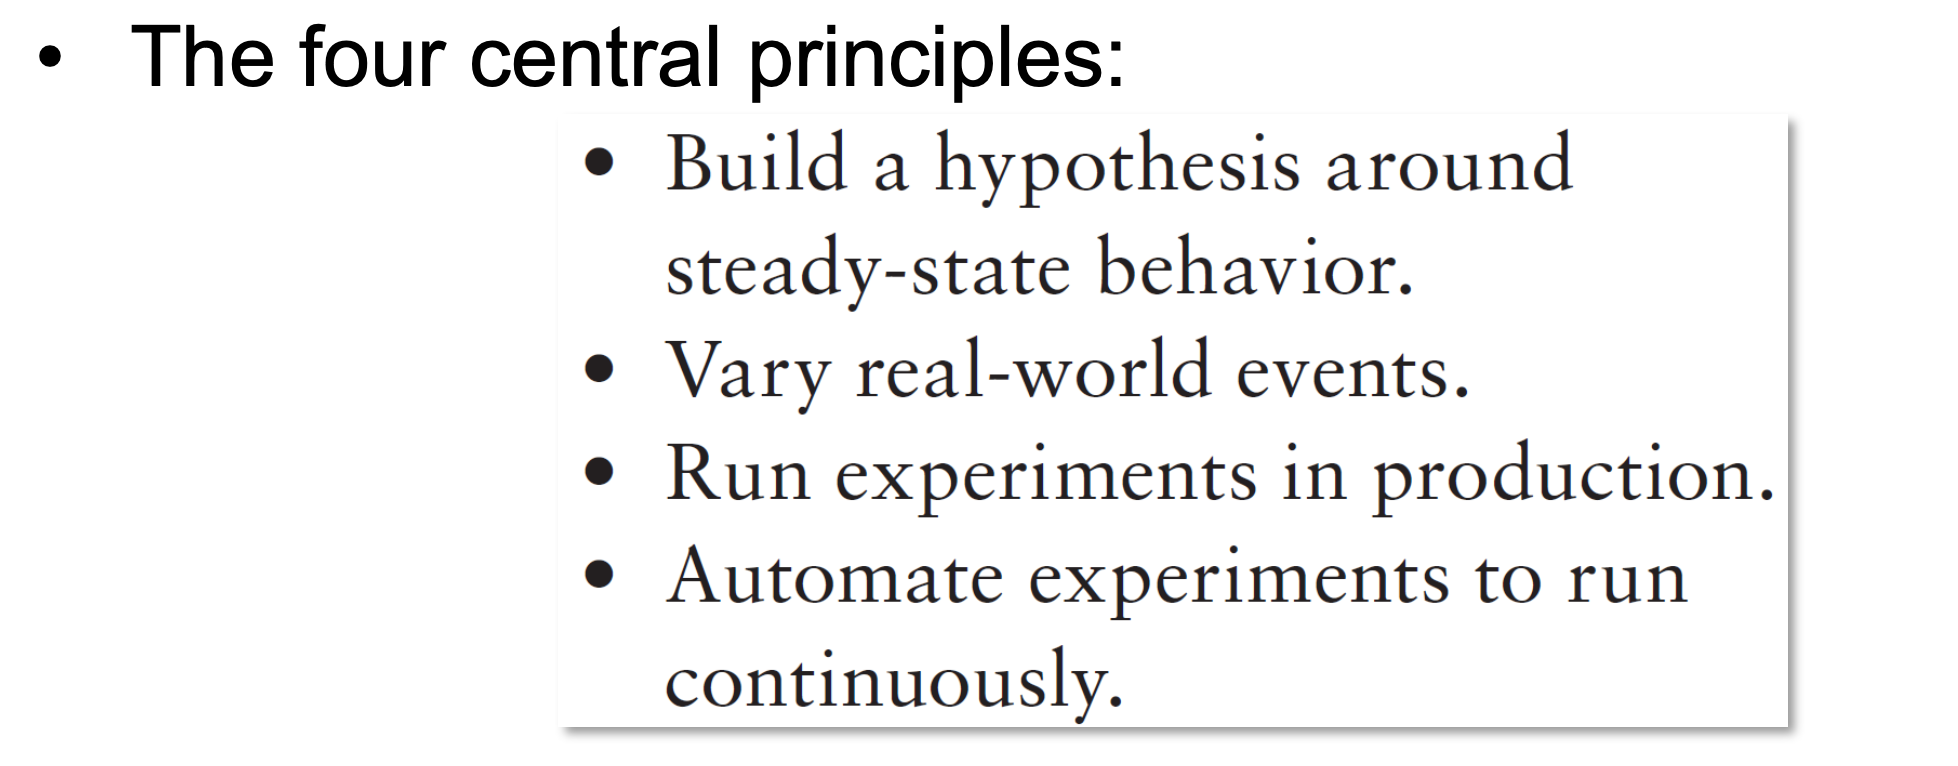 • The four central principles:
• Build a hypothesis around
steady-state behavior.
• Vary real-world events.
• Run experiments in production.
• Automate experiments to run
continuously.